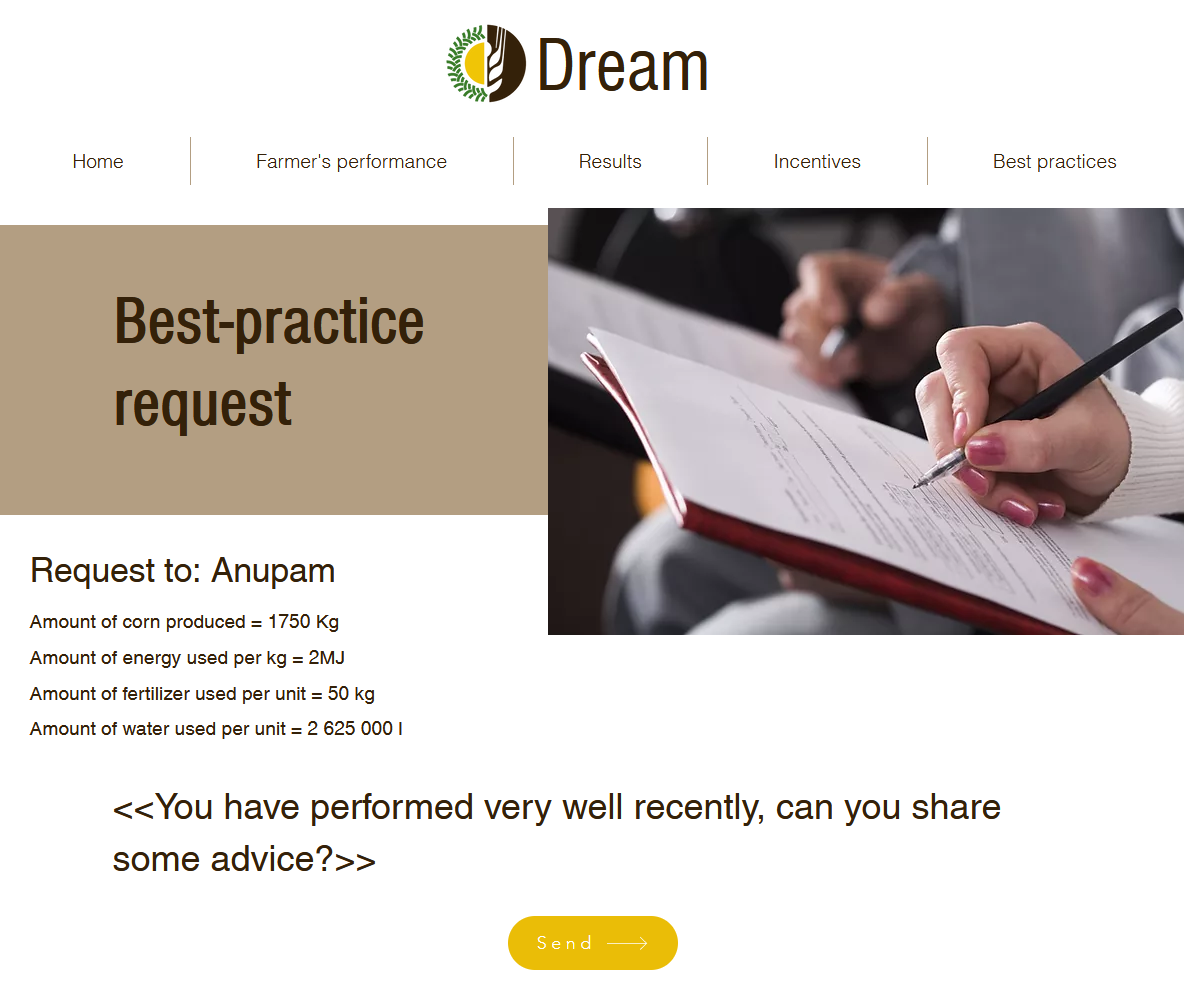 Dream
Home
Farmer's performance
Results
Incentives
Best practices
Best-practice
request
Request to: Anupam
Amount of corn produced = 1750 Kg
Amount of energy used per kg = 2MJ
Amount of fertilizer used per unit = 50 kg
Amount of water used per unit = 2 625 000 l
<<You have performed very well recently, can you share
some advice?>>
Send